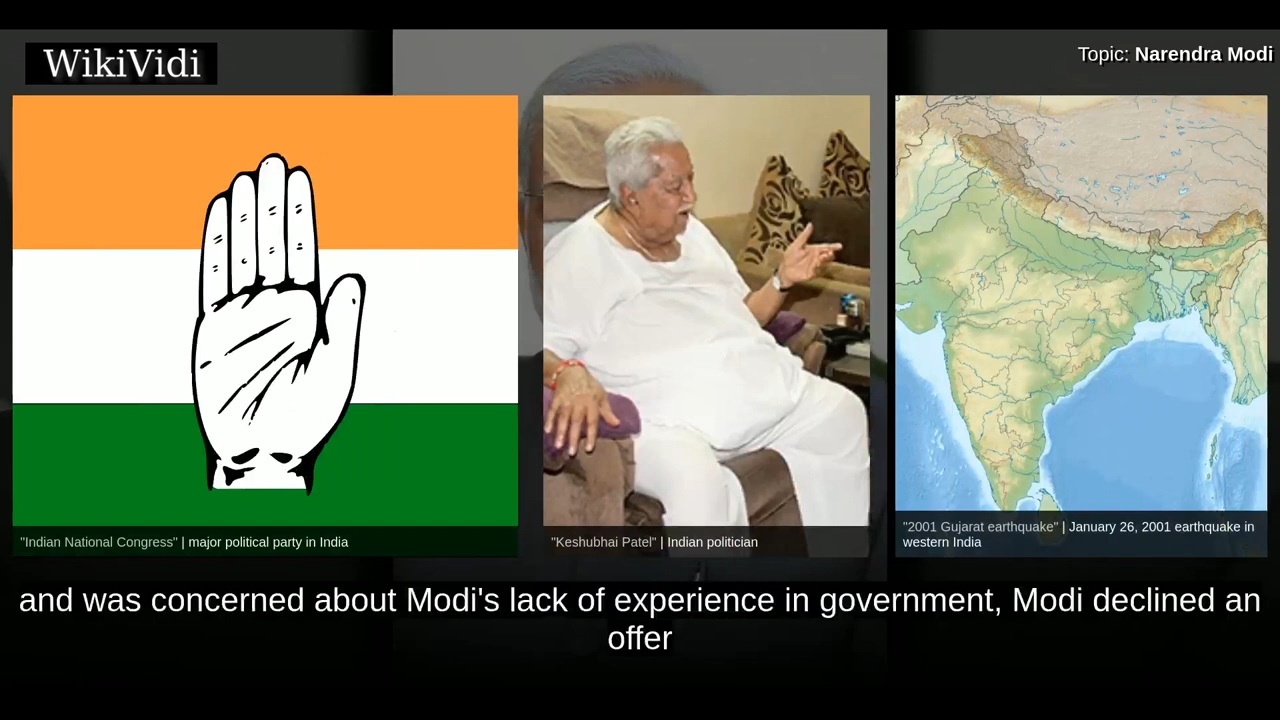 WikiVidi
Topic: Narendra Modi
"Indian National Congress" | major political party in India
"Keshubhai Patel" | Indian politician
"2001 Gujarat earthquake" | January 26, 2001 earthquake in
western India
and was concerned about Modi's lack of experience in government, Modi declined an
offer